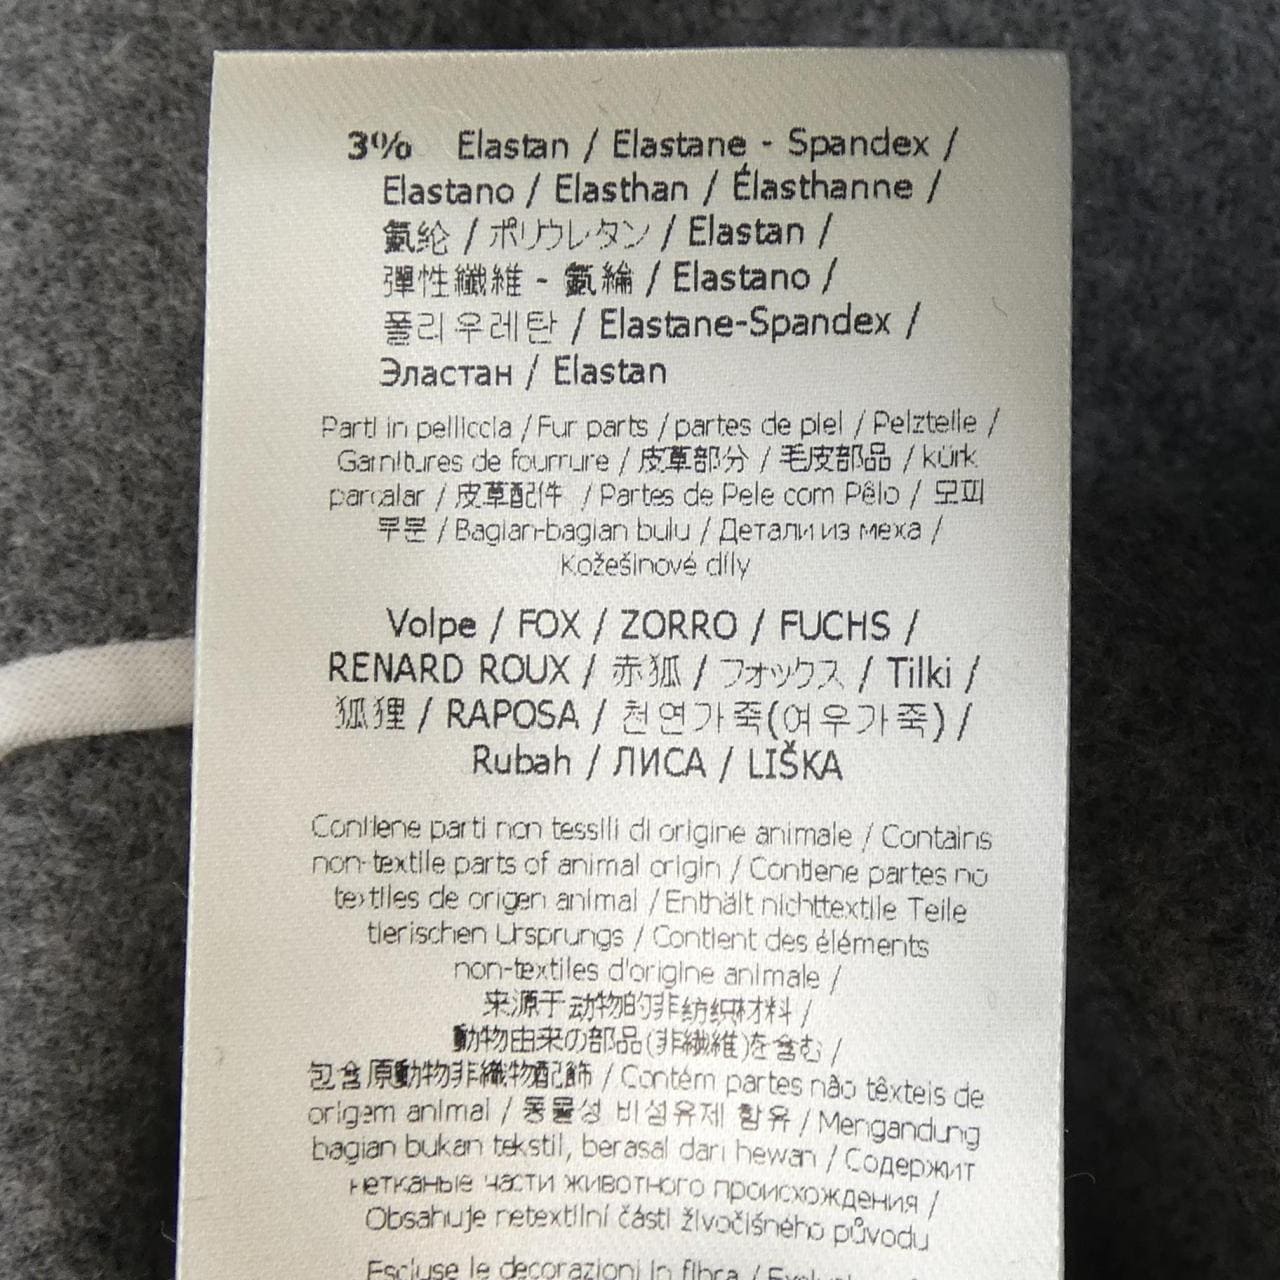 3% Elastan / Elastane - Spandex /
Elastano / Elasthan / Élasthanne /
氨纶 / ポリウレタン / Elastan /
彈性纖維 - 氨綸 / Elastano /
폴리우레탄 / Elastane-Spandex /
Эластан / Elastan
Parti in pelliccia / Fur parts / partes de piel / Pelzteile /
Garnitures de fourrure / 皮草部分 / 毛皮部品 / kürk
parçalar / 皮草配件 / Partes de Pele com Pêlo / 모피
부분 / Bagian-bagian bulu / Детали из меха /
Kožešinové díly
Volpe / FOX / ZORRO / FUCHS /
RENARD ROUX / 赤狐 / フォックス / Tilki /
狐狸 / RAPOSA / 천연가죽(여우가죽) /
Rubah / ЛИСА / LIŠKA
Contiene parti non tessili di origine animale / Contains
non-textile parts of animal origin / Contiene partes no
textiles de origen animal / Enthält nichttextile Teile
tierischen Ursprungs / Contient des éléments
non-textiles d'origine animale /
来源于动物的非纺织材料 /
動物由来の部品(非繊維)を含む /
包含原動物非織物配飾 / Contém partes não têxteis de
origem animal / 동물성 비섬유제 함유 / Mengandung
bagian bukan tekstil, berasal dari hewan / Содержит
нетканые части животного происхождения /
Obsahuje netextilní části živočišného původu
Escluse le decorazioni in fibra /